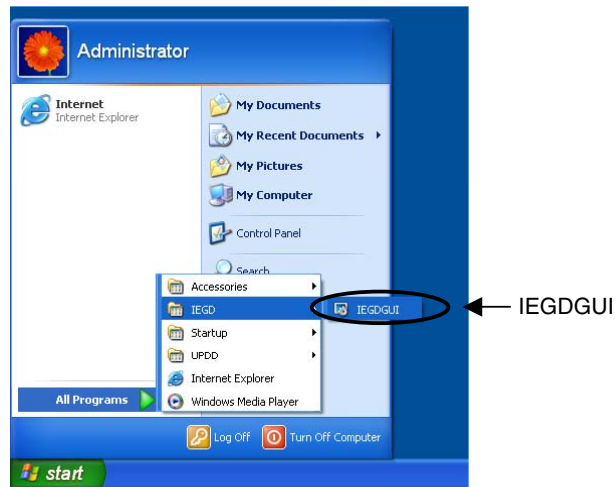 Administrator
Internet
Internet Explorer
My Documents
My Recent Documents
My Pictures
My Computer
Control Panel
Search
Accessories
IEGD
IEGDGUI
IEGDGUI
Startup
UPDD
Internet Explorer
Windows Media Player
All Programs
Log Off
Turn Off Computer
start